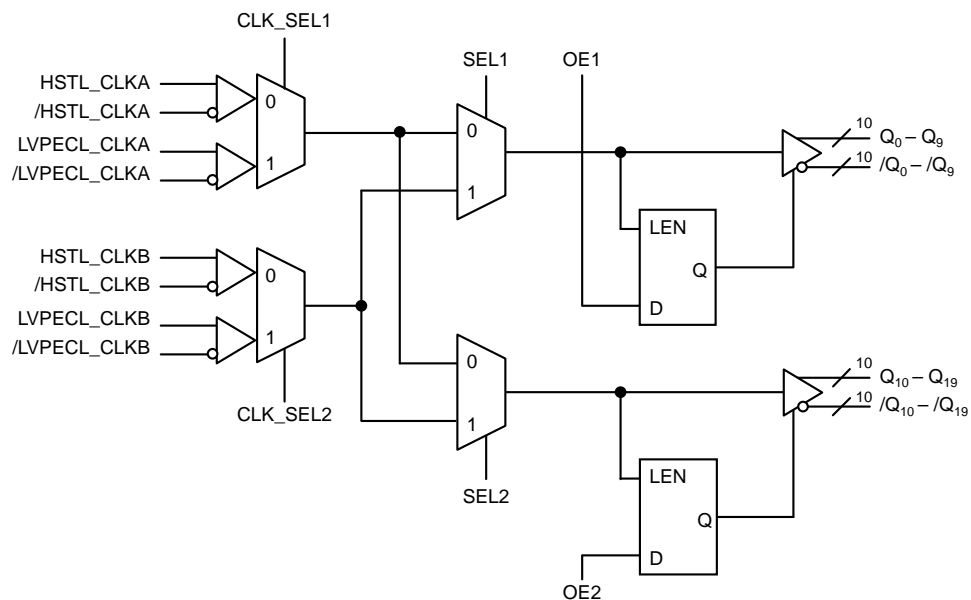 CLK_SEL1
HSTL_CLKA
/HSTL_CLKA
LVPECL_CLKA
/LVPECL_CLKA
0
1
SEL1
0
1
OE1
10
Q0 – Q9
10
/Q0 – /Q9
LEN
Q
D
HSTL_CLKB
/HSTL_CLKB
LVPECL_CLKB
/LVPECL_CLKB
0
1
CLK_SEL2
0
1
SEL2
10
Q10 – Q19
10
/Q10 – /Q19
LEN
Q
D
OE2